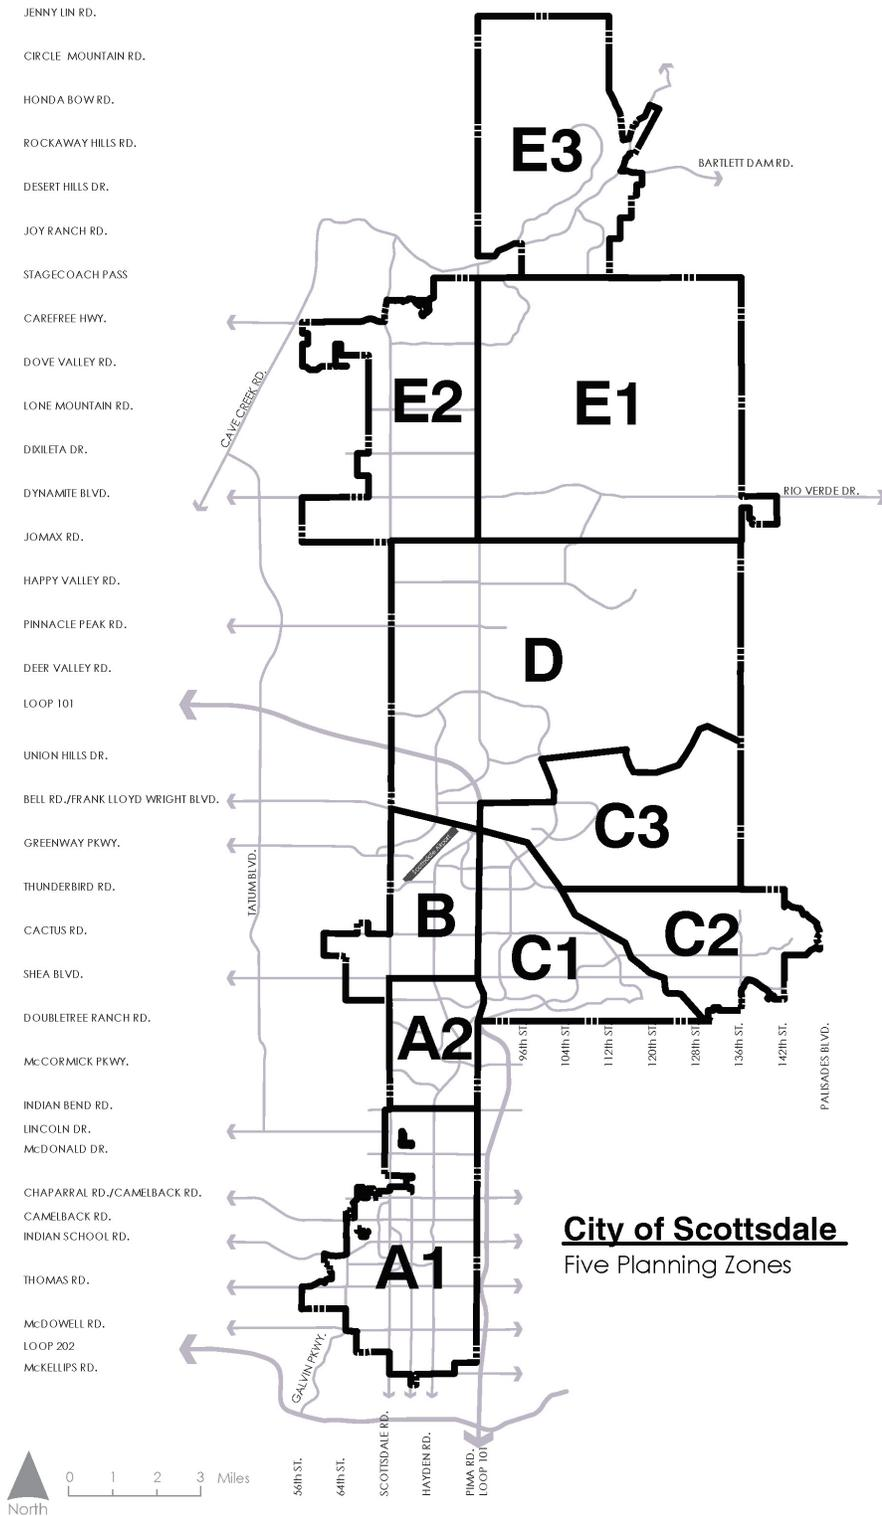 JENNY LIN RD.
CIRCLE MOUNTAIN RD.
HONDA BOW RD.
ROCKAWAY HILLS RD.
DESERT HILLS DR.
JOY RANCH RD.
STAGECOACH PASS
CAREFREE HWY.
DOVE VALLEY RD.
LONE MOUNTAIN RD.
DIXILETA DR.
DYNAMITE BLVD.
JOMAX RD.
HAPPY VALLEY RD.
PINNACLE PEAK RD.
DEER VALLEY RD.
LOOP 101
UNION HILLS DR.
BELL RD./FRANK LLOYD WRIGHT BLVD.
GREENWAY PKWY.
THUNDERBIRD RD.
CACTUS RD.
SHEA BLVD.
DOUBLETREE RANCH RD.
McCORMICK PKWY.
INDIAN BEND RD.
LINCOLN DR.
McDONALD DR.
CHAPARRAL RD./CAMELBACK RD.
CAMELBACK RD.
INDIAN SCHOOL RD.
THOMAS RD.
McDOWELL RD.
LOOP 202
McKELLIPS RD.
E3
BARTLETT DAM RD.
CAVE CREEK RD.
E2
E1
RIO VERDE DR.
D
C3
Scottsdale Airport
TATUM BLVD.
B
C1
C2
A2
96th ST.
104th ST.
112th ST.
120th ST.
128th ST.
136th ST.
142th ST.
PALISADES BLVD.
A1
City of Scottsdale
Five Planning Zones
GALVIN PKWY.
56th ST.
64th ST.
SCOTTSDALE RD.
HAYDEN RD.
PIMA RD.
LOOP 101
0 1 2 3 Miles
North